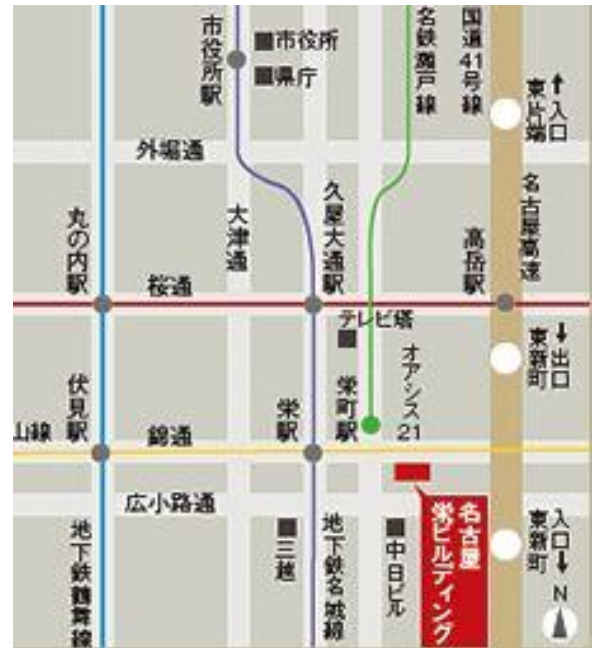 市役所駅
■市役所
■県庁
名鉄瀬戸線
国道41号線
↑入口
東片端
外堀通
丸の内駅
大津通
久屋大通駅
高岳駅
名古屋高速
桜通
テレビ塔
オアシス
21
↓出口
東新町
伏見駅
山線
錦通
栄駅
栄町駅
広小路通
三越
地下鉄名城線
中日ビル
名古屋
栄ビルディング
入口↓
東新町
地下鉄鶴舞線
N